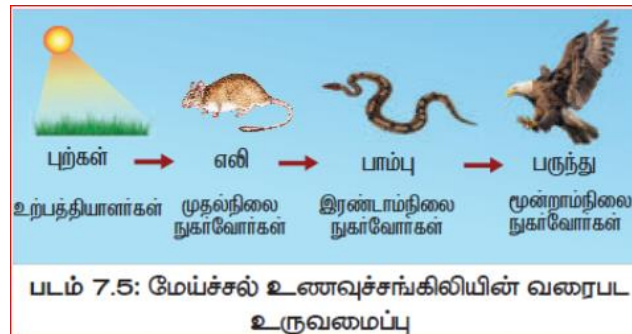 புற்கள் எலி பாம்பு பருந்து
உற்பத்தியாளர்கள் முதல்நிலை நுகர்வோர்கள் இரண்டாம்நிலை நுகர்வோர்கள் மூன்றாம்நிலை நுகர்வோர்கள்
படம் 7.5: மேய்ச்சல் உணவுச்சங்கிலியின் வரைபட
உருவமைப்பு